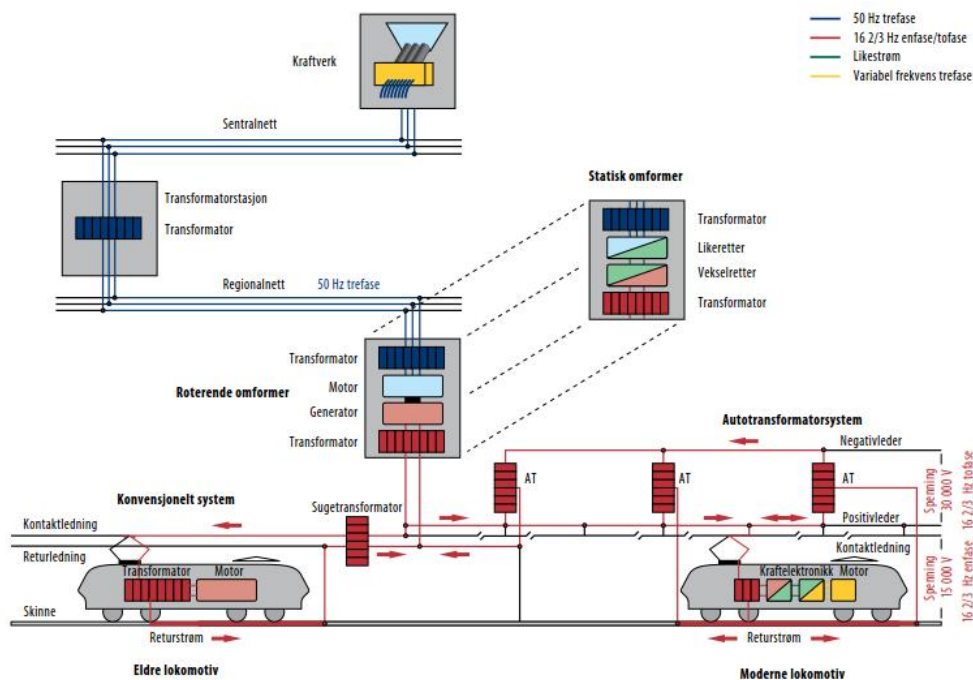 50 Hz trefase
16 2/3 Hz enfase/tofase
Likestrøm
Variabel frekvens trefase
Kraftverk
Sentralnett
Transformatorstasjon
Transformator
Regionalnett 50 Hz trefase
Statisk omformer
Transformator
Likeretter
Vekselretter
Transformator
Roterende omformer
Transformator
Motor
Generator
Transformator
Autotransformatorsystem
Negativleder
AT
AT
AT
Positivleder
Kontaktledning
Spenning
30 000 V
16 2/3 Hz tofase
Spenning
15 000 V
16 2/3 Hz enfase
Konvensjonelt system
Sugetransformator
Kontaktledning
Returledning
Transformator Motor
Skinne
Returstrøm
Eldre lokomotiv
Kraftelektronikk Motor
Returstrøm
Moderne lokomotiv